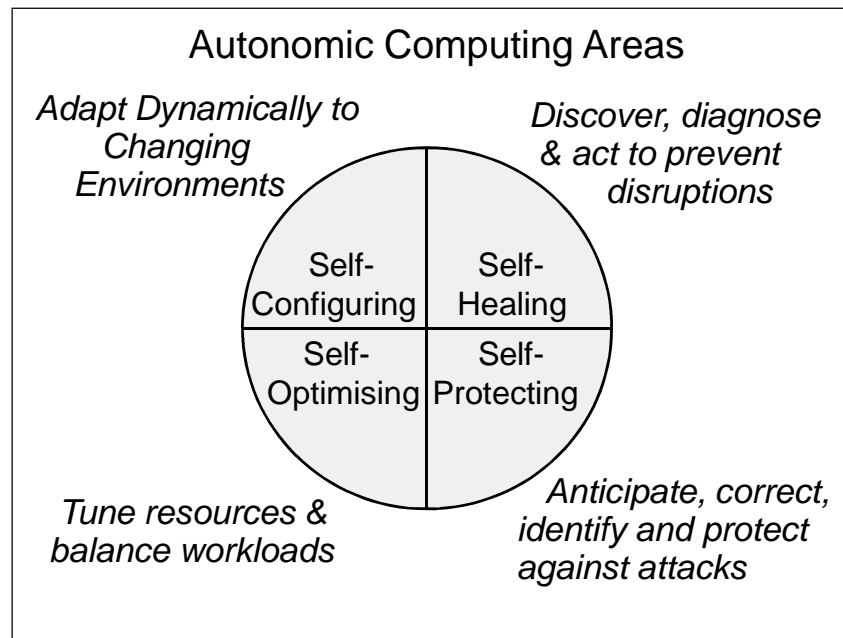 Autonomic Computing Areas
Adapt Dynamically to
Changing
Environments
Discover, diagnose
& act to prevent
disruptions
Self-
Configuring
Self-
Healing
Self-
Optimising
Self-
Protecting
Tune resources &
balance workloads
Anticipate, correct,
identify and protect
against attacks